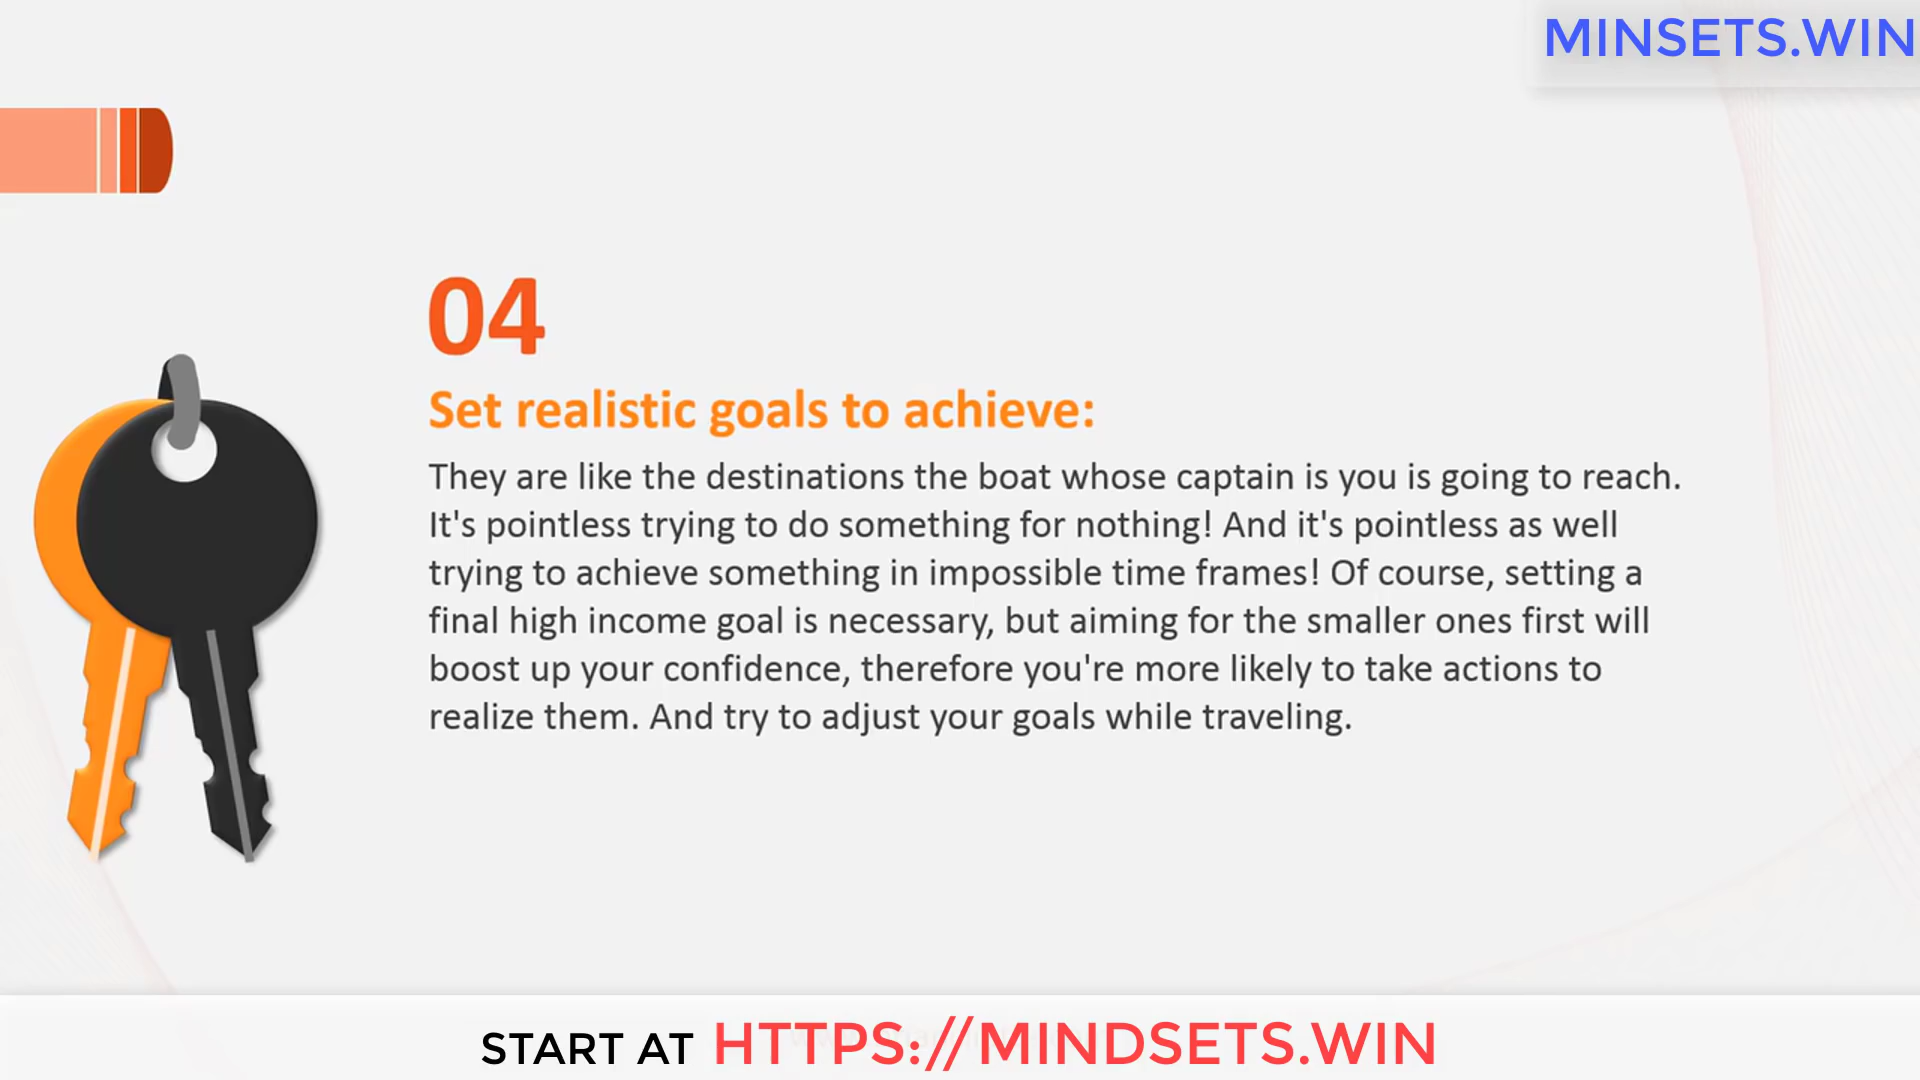 MINSETS.WIN
04
Set realistic goals to achieve:
They are like the destinations the boat whose captain is you is going to reach.
It's pointless trying to do something for nothing! And it's pointless as well
trying to achieve something in impossible time frames! Of course, setting a
final high income goal is necessary, but aiming for the smaller ones first will
boost up your confidence, therefore you're more likely to take actions to
realize them. And try to adjust your goals while traveling.
START AT HTTPS://MINDSETS.WIN